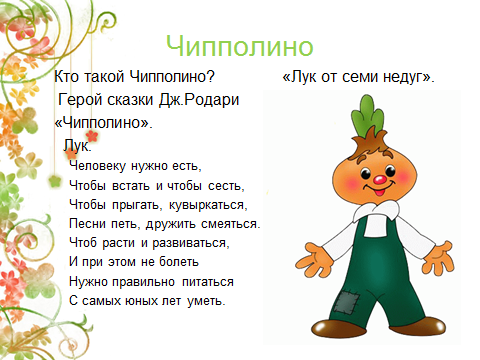 Чипполино
Кто такой Чипполино?
«Лук от семи недуг».
Герой сказки Дж.Родари
«Чипполино».
Лук.
Человеку нужно есть,
Чтобы встать и чтобы сесть,
Чтобы прыгать, кувыркаться,
Песни петь, дружить смеяться.
Чтоб расти и развиваться,
И при этом не болеть
Нужно правильно питаться
С самых юных лет уметь.